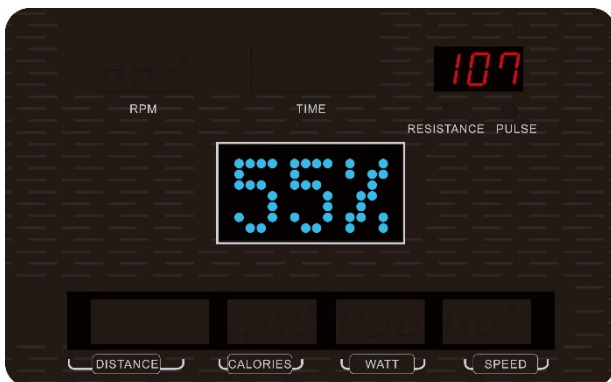 107
RPM TIME
RESISTANCE PULSE
55%
DISTANCE CALORIES WATT SPEED